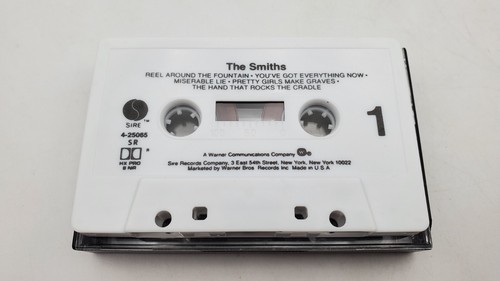 The Smiths
REEL AROUND THE FOUNTAIN • YOU'VE GOT EVERYTHING NOW •
MISERABLE LIE • PRETTY GIRLS MAKE GRAVES •
THE HAND THAT ROCKS THE CRADLE
SIRE ™
4-25065
SR
HX PRO
B NR
1
A Warner Communications Company
Sire Records Company, 3 East 54th Street, New York, New York 10022
Marketed by Warner Bros. Records Inc. Made in U.S.A.